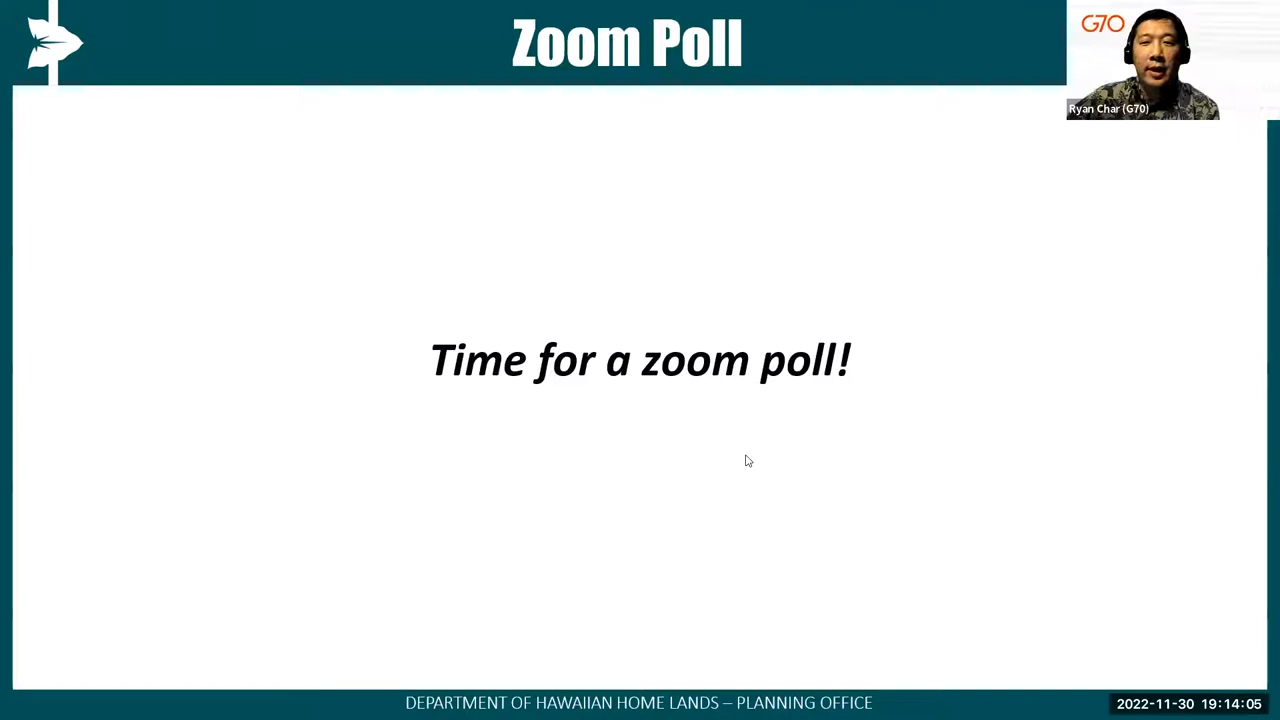 Zoom Poll
G70
Ryan Char (G70)
Time for a zoom poll!
DEPARTMENT OF HAWAIIAN HOME LANDS – PLANNING OFFICE
2022-11-30 19:14:05